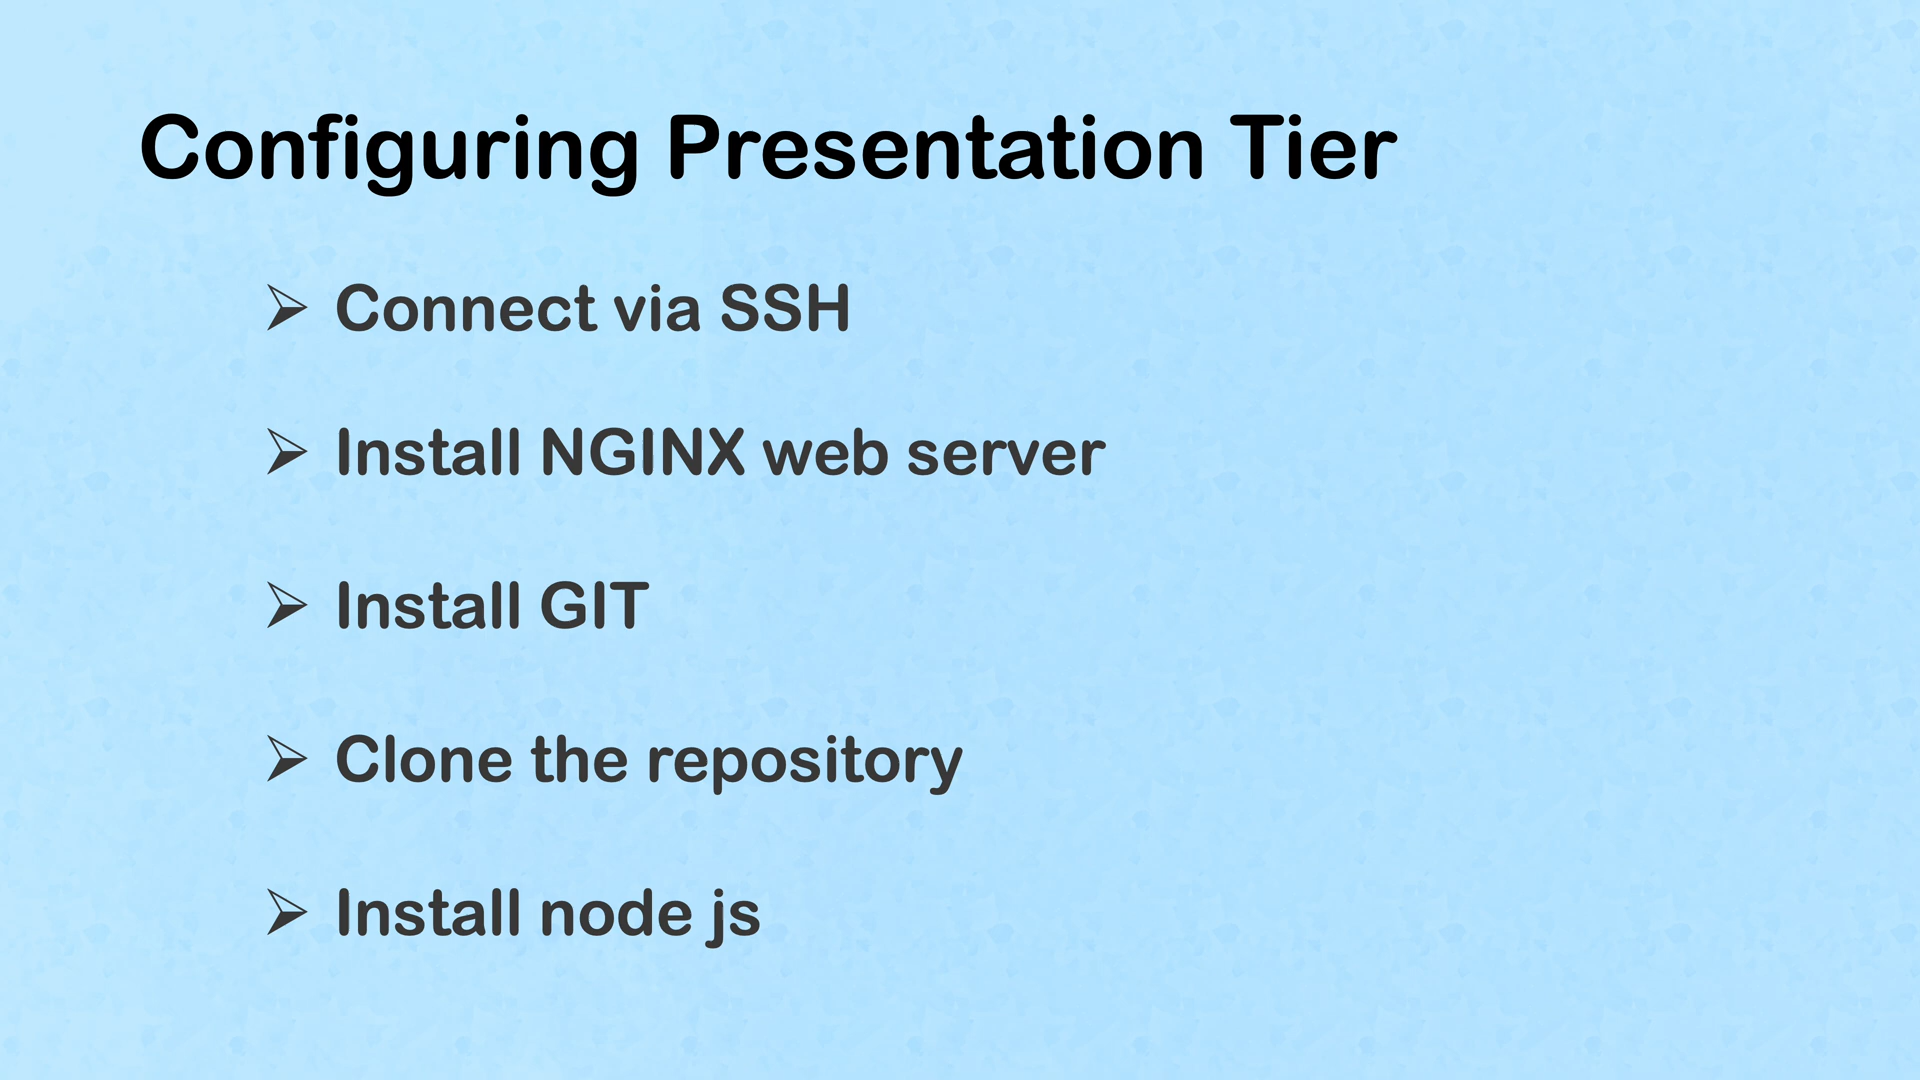 Configuring Presentation Tier
➢ Connect via SSH
➢ Install NGINX web server
➢ Install GIT
➢ Clone the repository
➢ Install node js